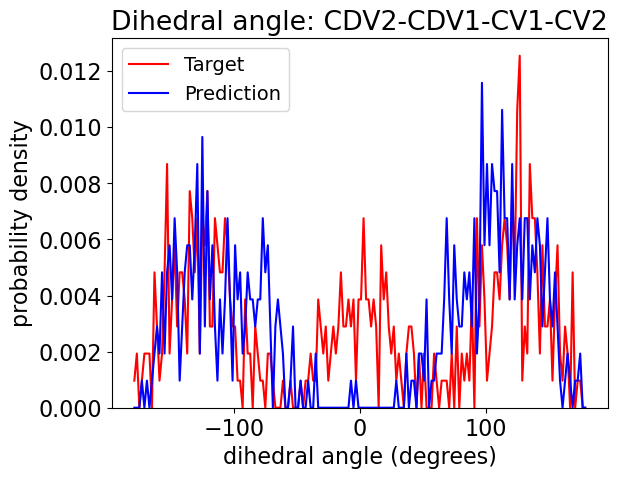 Dihedral angle: CDV2-CDV1-CV1-CV2
Target
Prediction
probability density
0.012
0.010
0.008
0.006
0.004
0.002
0.000
−100 0 100
dihedral angle (degrees)